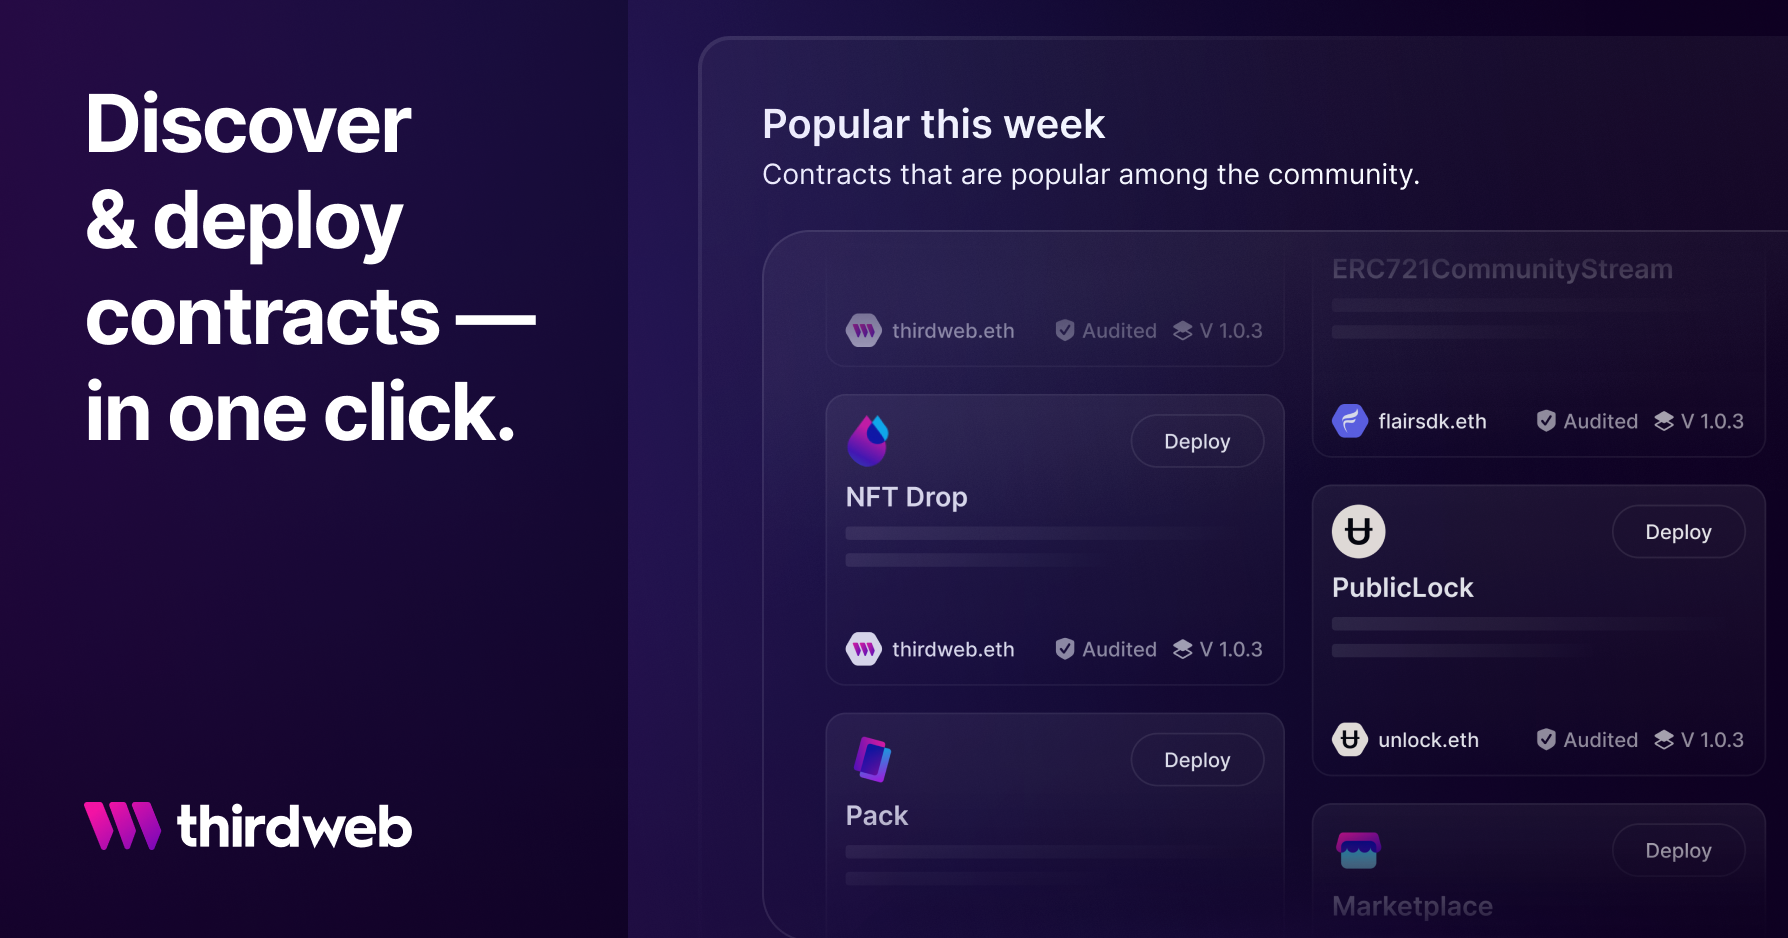 Discover
& deploy
contracts —
in one click.
thirdweb
Popular this week
Contracts that are popular among the community.
thirdweb.eth Audited V 1.0.3
Deploy
NFT Drop
thirdweb.eth Audited V 1.0.3
Deploy
Pack
ERC721CommunityStream
flairsdk.eth Audited V 1.0.3
Deploy
PublicLock
unlock.eth Audited V 1.0.3
Deploy
Marketplace